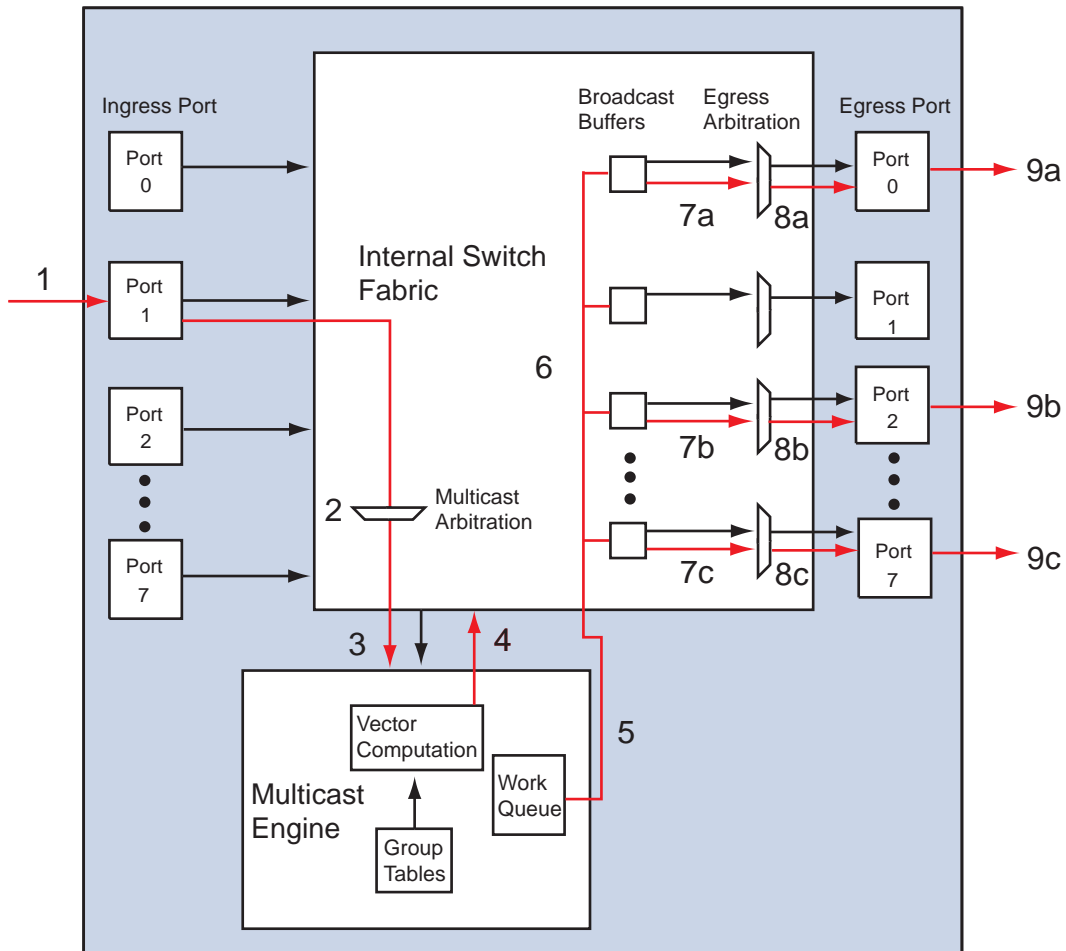 Ingress Port
Port
0
1
Port
1
Port
2
Port
7
Internal Switch
Fabric
2
Multicast
Arbitration
Broadcast
Buffers
Egress
Arbitration
7a
8a
6
7b
8b
7c
8c
Egress Port
Port
0
Port
1
Port
2
Port
7
9a
9b
9c
3
4
5
Multicast
Engine
Vector
Computation
Group
Tables
Work
Queue